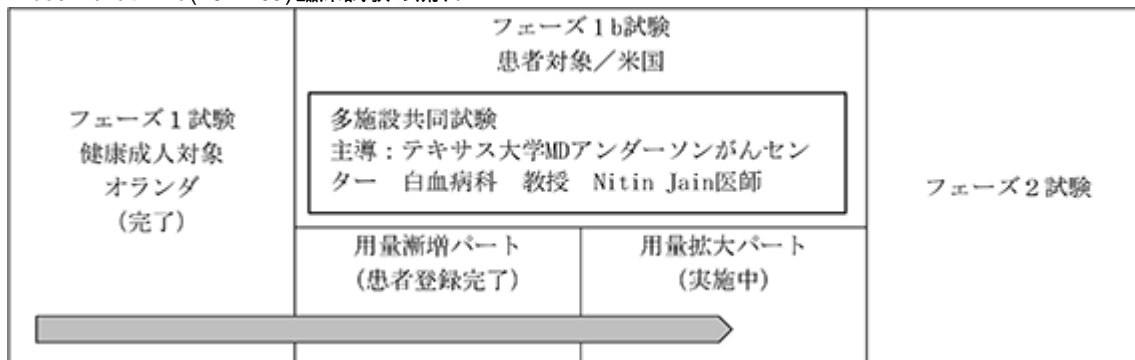 フェーズ1試験
健康成人対象
オランダ
(完了)
フェーズ1b試験
患者対象/米国
多施設共同試験
主導:テキサス大学MDアンダーソンがんセン
ター 白血病科 教授 Nitin Jain医師
用量漸増パート
(患者登録完了)
用量拡大パート
(実施中)
フェーズ2試験